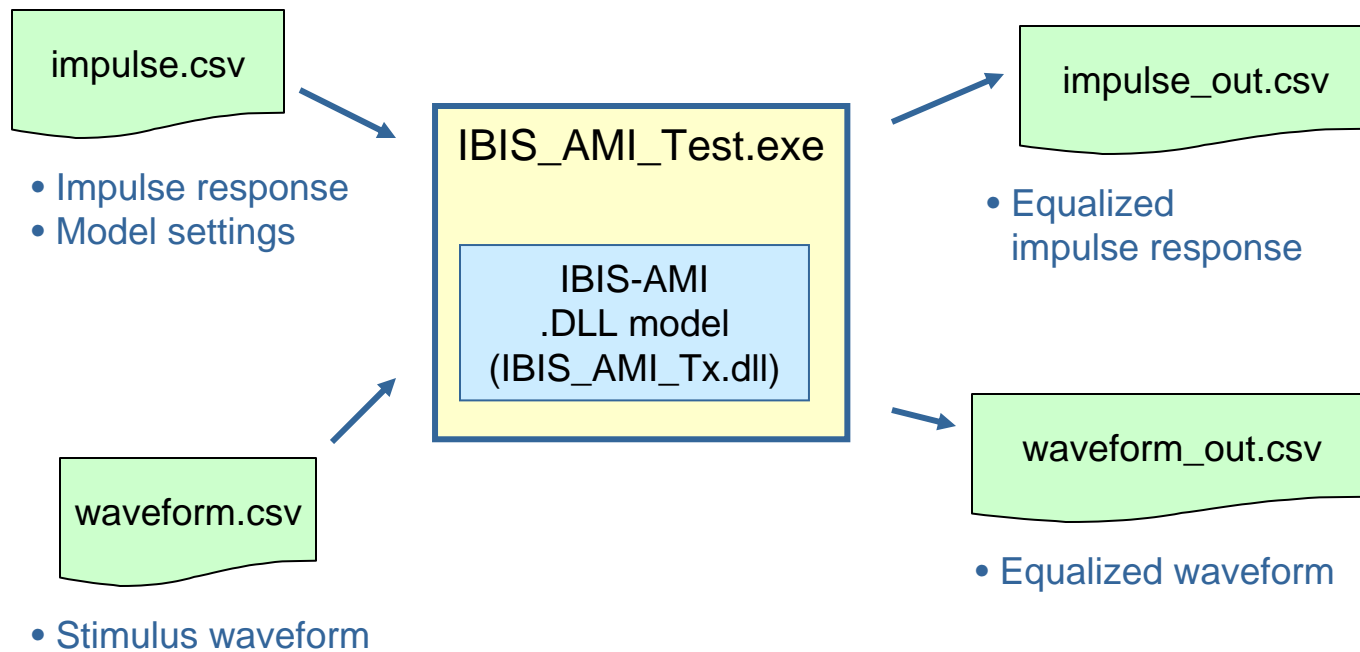 impulse.csv
• Impulse response
• Model settings
waveform.csv
• Stimulus waveform
IBIS_AMI_Test.exe
IBIS-AMI
.DLL model
(IBIS_AMI_Tx.dll)
impulse_out.csv
• Equalized
impulse response
waveform_out.csv
• Equalized waveform